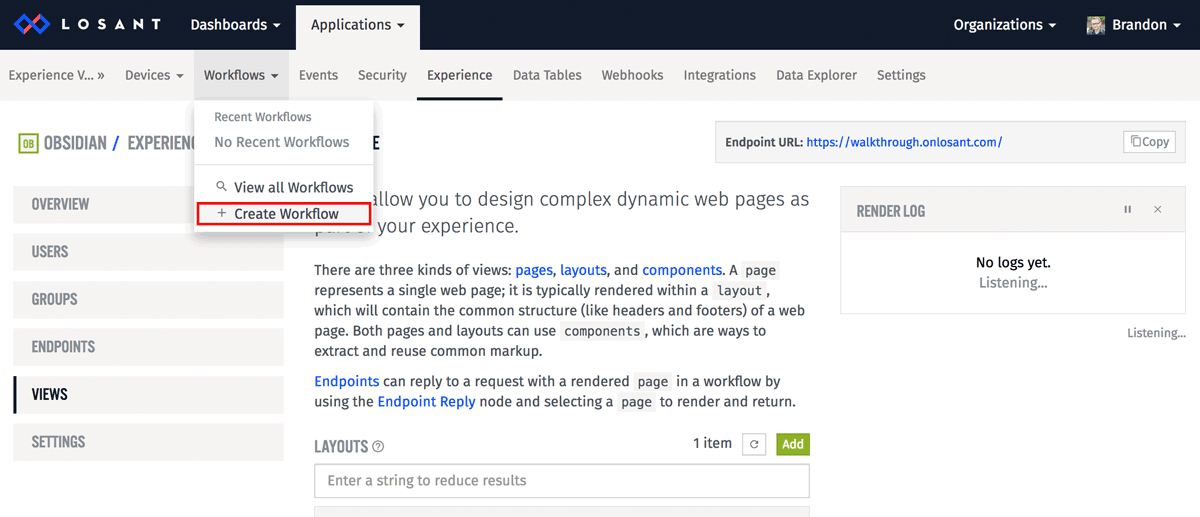 LOSANT
Dashboards
Applications
Organizations
Brandon
Experience V... »
Devices
Workflows
Events
Security
Experience
Data Tables
Webhooks
Integrations
Data Explorer
Settings
Recent Workflows
No Recent Workflows
View all Workflows
+ Create Workflow
OB OBSIDIAN / EXPERIENC
E
Endpoint URL: https://walkthrough.onlosant.com/
Copy
OVERVIEW
USERS
GROUPS
ENDPOINTS
VIEWS
SETTINGS
allow you to design complex dynamic web pages as
part of your experience.
There are three kinds of views: pages, layouts, and components. A page
represents a single web page; it is typically rendered within a layout,
which will contain the common structure (like headers and footers) of a web
page. Both pages and layouts can use components, which are ways to
extract and reuse common markup.
Endpoints can reply to a request with a rendered page in a workflow by
using the Endpoint Reply node and selecting a page to render and return.
LAYOUTS
1 item
Add
Enter a string to reduce results
RENDER LOG
No logs yet.
Listening...
Listening...